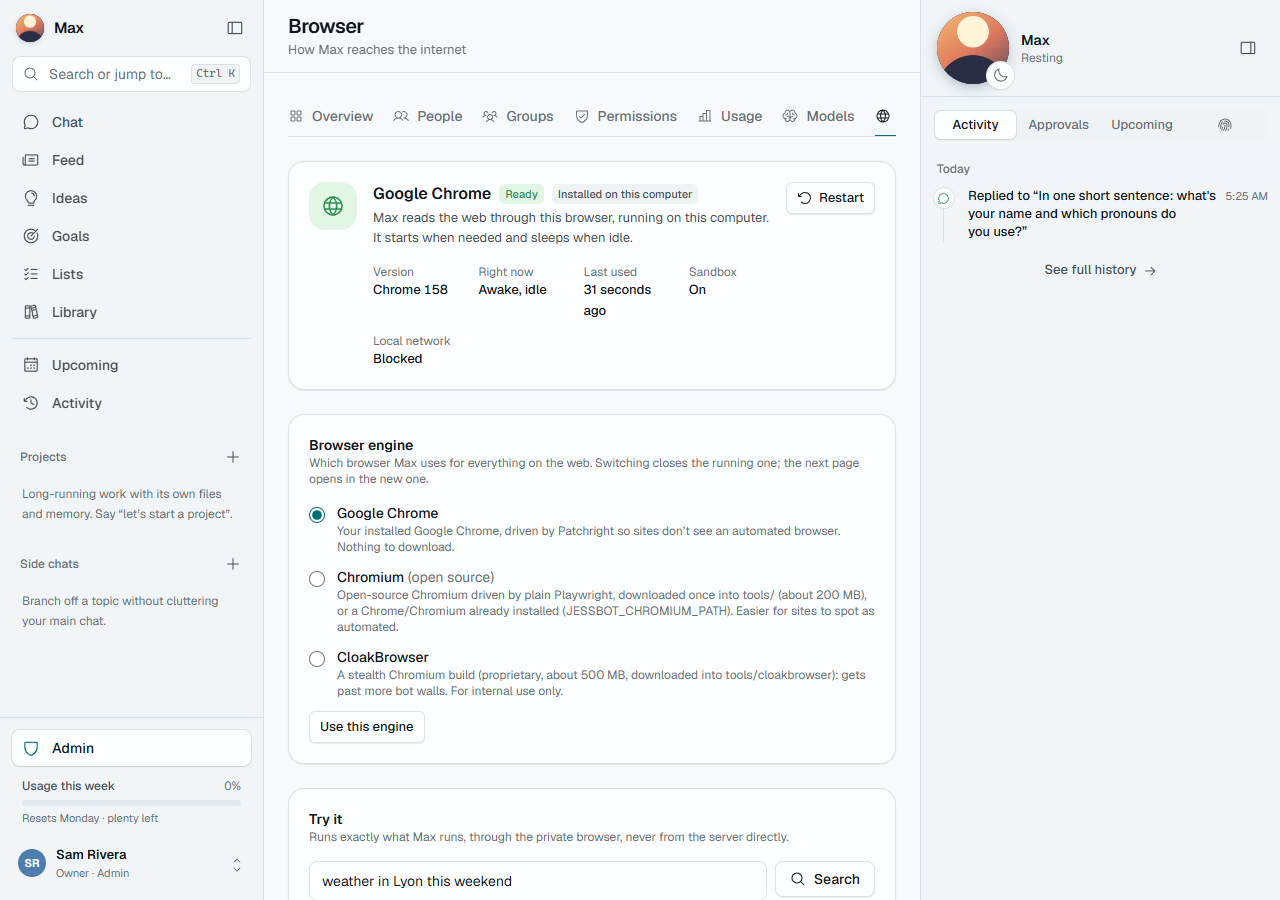 Max
Search or jump to...
Ctrl K
Chat
Feed
Ideas
Goals
Lists
Library
Upcoming
Activity
Projects
Long-running work with its own files
and memory. Say “let’s start a project”.
Side chats
Branch off a topic without cluttering
your main chat.
Admin
Usage this week 0%
Resets Monday · plenty left
SR
Sam Rivera
Owner · Admin
Browser
How Max reaches the internet
Overview People Groups Permissions Usage Models
Google Chrome Ready Installed on this computer
Restart
Max reads the web through this browser, running on this computer.
It starts when needed and sleeps when idle.
Version Right now Last used Sandbox
Chrome 158 Awake, idle 31 seconds On
ago
Local network
Blocked
Browser engine
Which browser Max uses for everything on the web. Switching closes the running one; the next page
opens in the new one.
Google Chrome
Your installed Google Chrome, driven by Patchright so sites don’t see an automated browser.
Nothing to download.
Chromium (open source)
Open-source Chromium driven by plain Playwright, downloaded once into tools/ (about 200 MB),
or a Chrome/Chromium already installed (JESSBOT_CHROMIUM_PATH). Easier for sites to spot as
automated.
CloakBrowser
A stealth Chromium build (proprietary, about 500 MB, downloaded into tools/cloakbrowser): gets
past more bot walls. For internal use only.
Use this engine
Try it
Runs exactly what Max runs, through the private browser, never from the server directly.
weather in Lyon this weekend
Search
Max
Resting
Activity Approvals Upcoming
Today
Replied to “In one short sentence: what’s 5:25 AM
your name and which pronouns do
you use?”
See full history